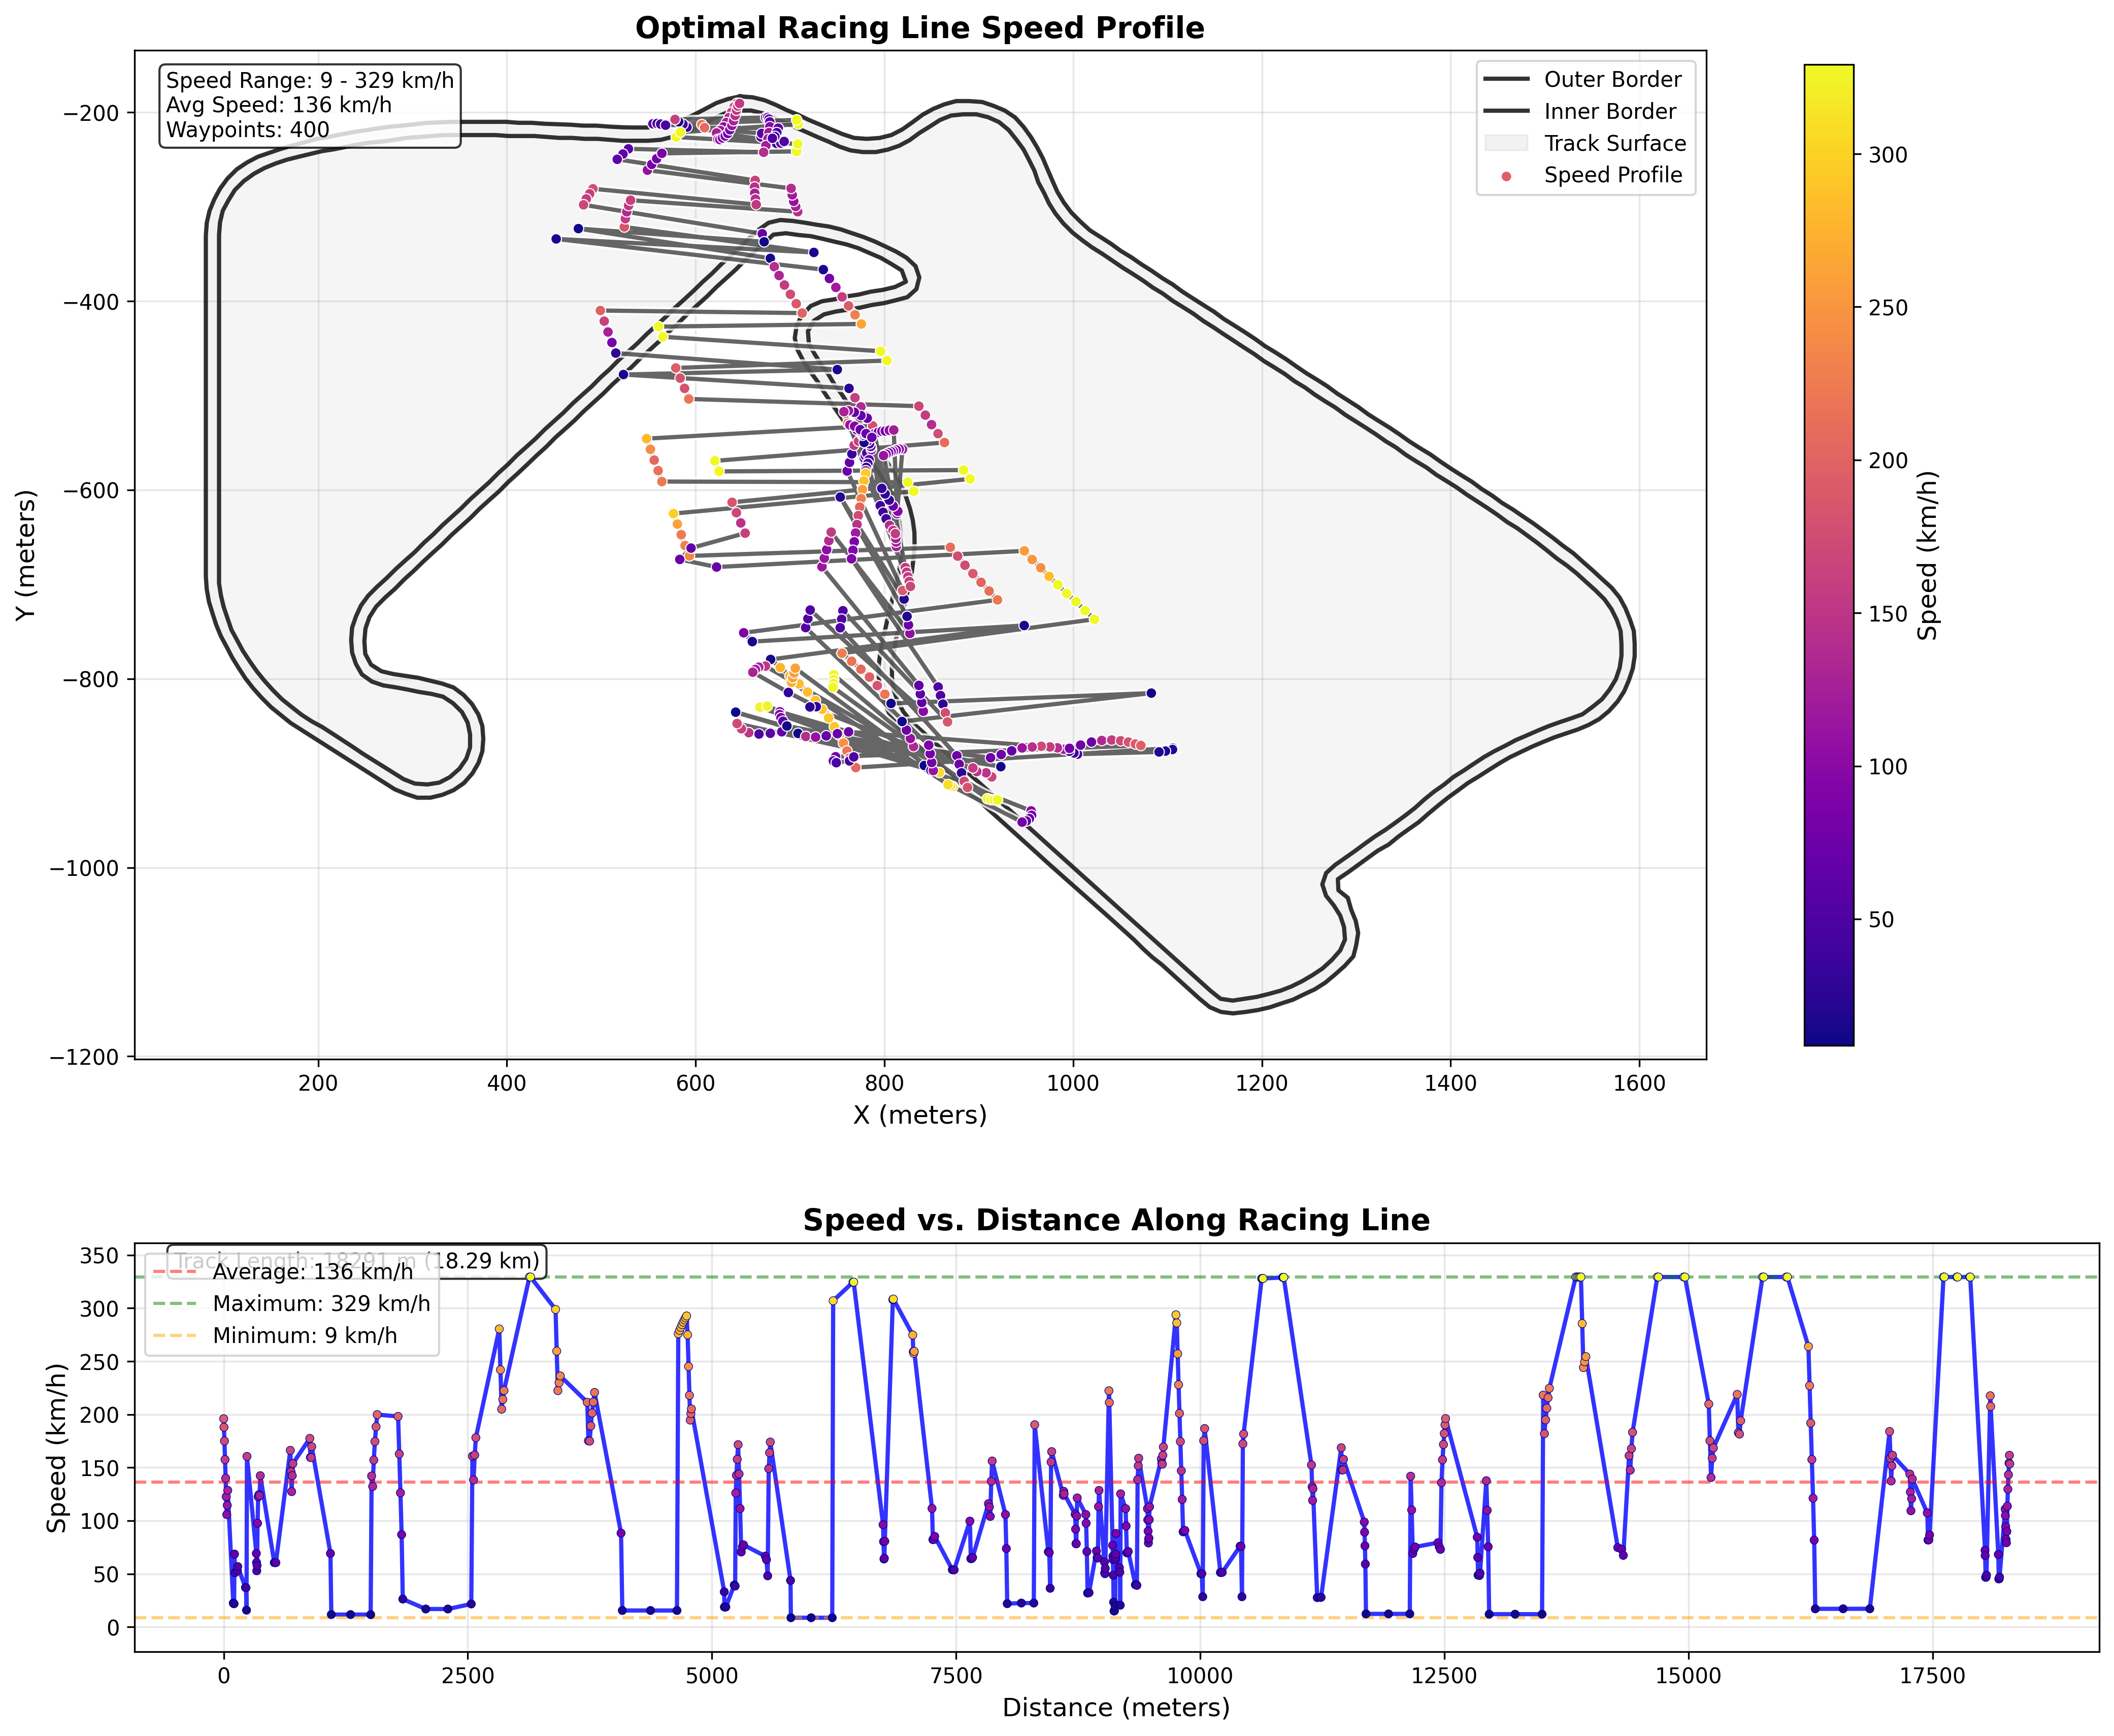 Optimal Racing Line Speed Profile
Speed Range: 9 - 329 km/h
Avg Speed: 136 km/h
Waypoints: 400
Outer Border
Inner Border
Track Surface
Speed Profile
−200
−400
−600
−800
−1000
−1200
Y (meters)
200
400
600
800
1000
1200
1400
1600
X (meters)
300
250
200
150
100
50
Speed (km/h)
Speed vs. Distance Along Racing Line
Track Length: 18291 m (18.29 km)
Average: 136 km/h
Maximum: 329 km/h
Minimum: 9 km/h
350
300
250
200
150
100
50
0
Speed (km/h)
0
2500
5000
7500
10000
12500
15000
17500
Distance (meters)